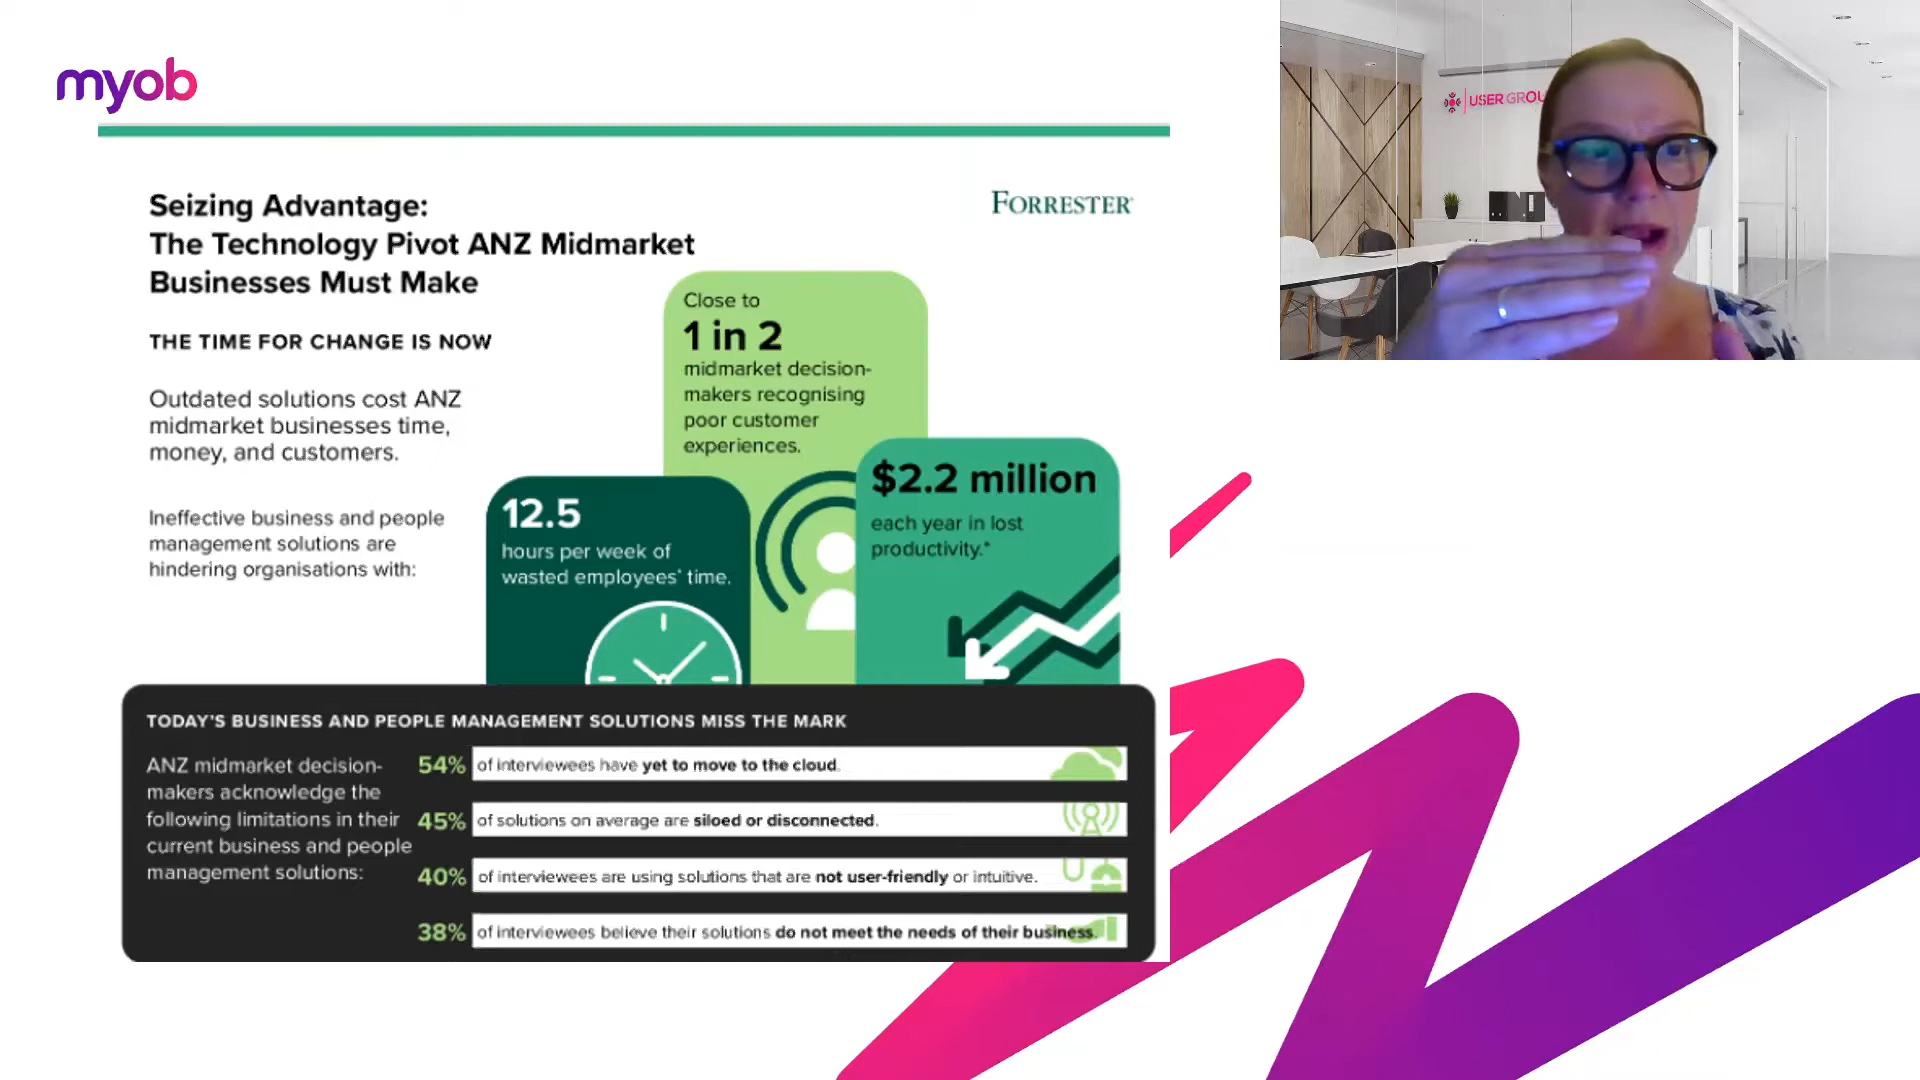 myob
USER GROU
Seizing Advantage:
The Technology Pivot ANZ Midmarket
Businesses Must Make
FORRESTER
THE TIME FOR CHANGE IS NOW
Outdated solutions cost ANZ
midmarket businesses time,
money, and customers.
Ineffective business and people
management solutions are
hindering organisations with:
12.5
hours per week of
wasted employees' time.
Close to
1 in 2
midmarket decision-
makers recognising
poor customer
experiences.
$2.2 million
each year in lost
productivity.*
TODAY'S BUSINESS AND PEOPLE MANAGEMENT SOLUTIONS MISS THE MARK
ANZ midmarket decision-
makers acknowledge the
following limitations in their
current business and people
management solutions:
54% of interviewees have yet to move to the cloud.
45% of solutions on average are siloed or disconnected.
40% of interviewees are using solutions that are not user-friendly or intuitive.
38% of interviewees believe their solutions do not meet the needs of their business.